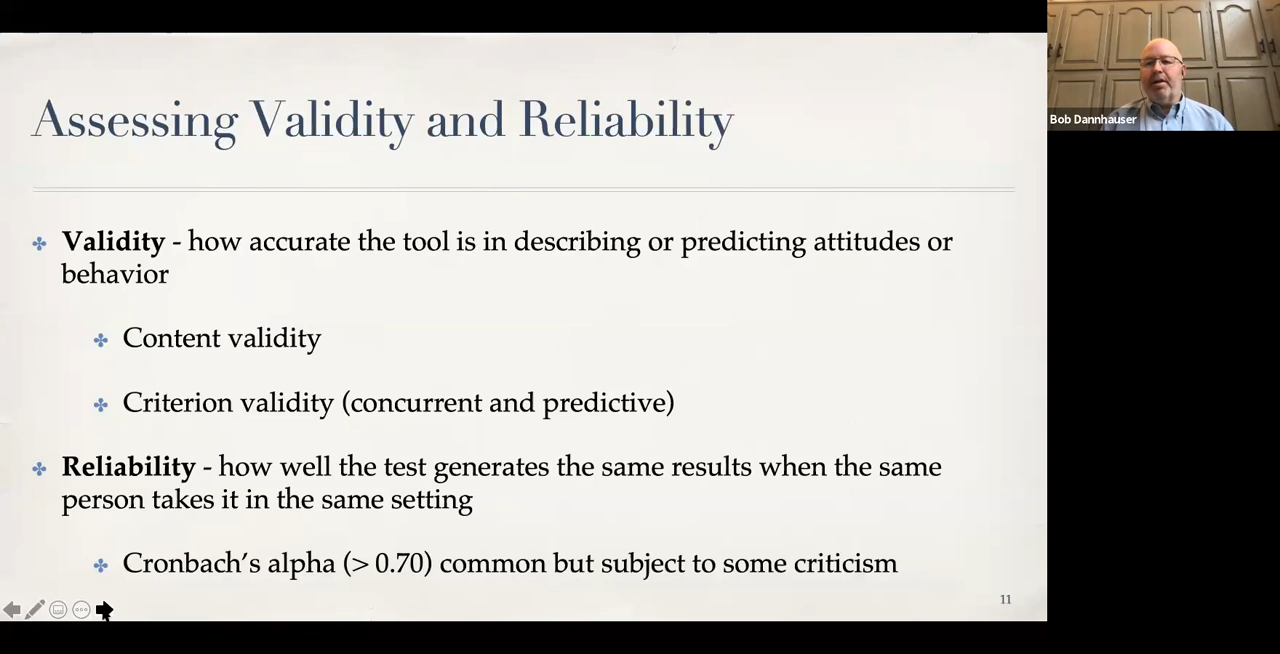 Assessing Validity and Reliability
Validity - how accurate the tool is in describing or predicting attitudes or
behavior
Content validity
Criterion validity (concurrent and predictive)
Reliability - how well the test generates the same results when the same
person takes it in the same setting
Cronbach’s alpha (> 0.70) common but subject to some criticism
11
Bob Dannhauser